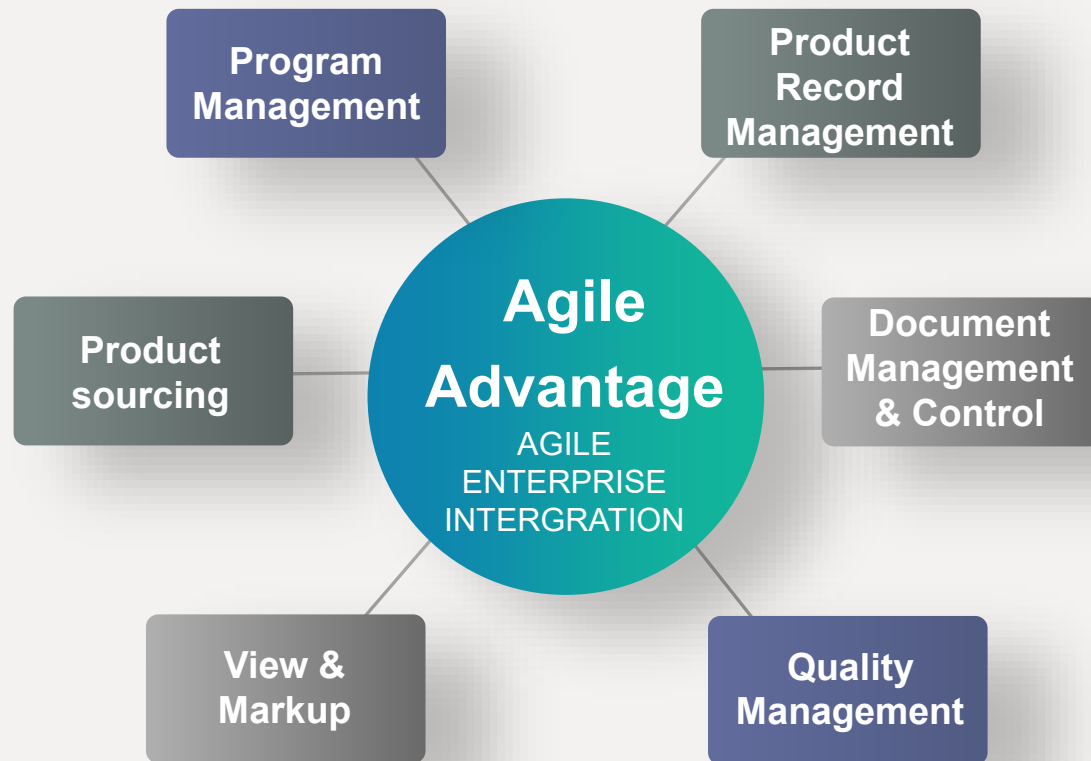 Program
Management
Product
Record
Management
Agile
Advantage
AGILE
ENTERPRISE
INTERGRATION
Product
sourcing
Document
Management
& Control
View &
Markup
Quality
Management